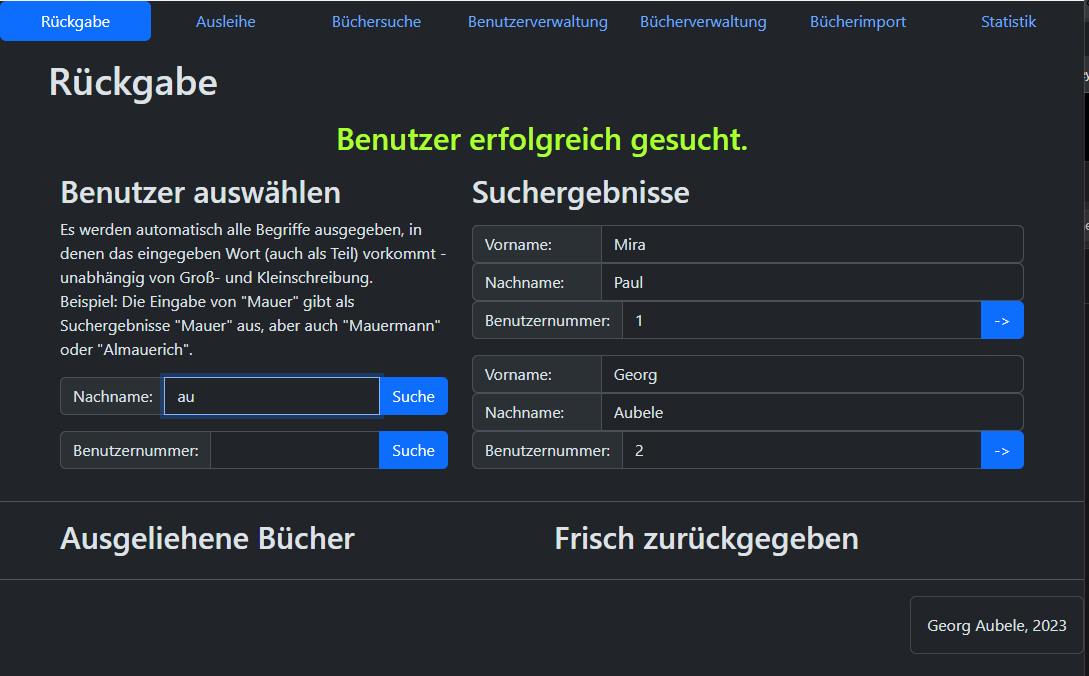 Rückgabe Ausleihe Büchersuche Benutzerverwaltung Bücherverwaltung Bücherimport Statistik
Rückgabe
Benutzer erfolgreich gesucht.
Benutzer auswählen
Es werden automatisch alle Begriffe ausgegeben, in
denen das eingegeben Wort (auch als Teil) vorkommt -
unabhängig von Groß- und Kleinschreibung.
Beispiel: Die Eingabe von "Mauer" gibt als
Suchergebnisse "Mauer" aus, aber auch "Mauermann"
oder "Almauerich".
Nachname: au Suche
Benutzernummer: Suche
Suchergebnisse
Vorname: Mira
Nachname: Paul
Benutzernummer: 1 ->
Vorname: Georg
Nachname: Aubele
Benutzernummer: 2 ->
Ausgeliehene Bücher
Frisch zurückgegeben
Georg Aubele, 2023